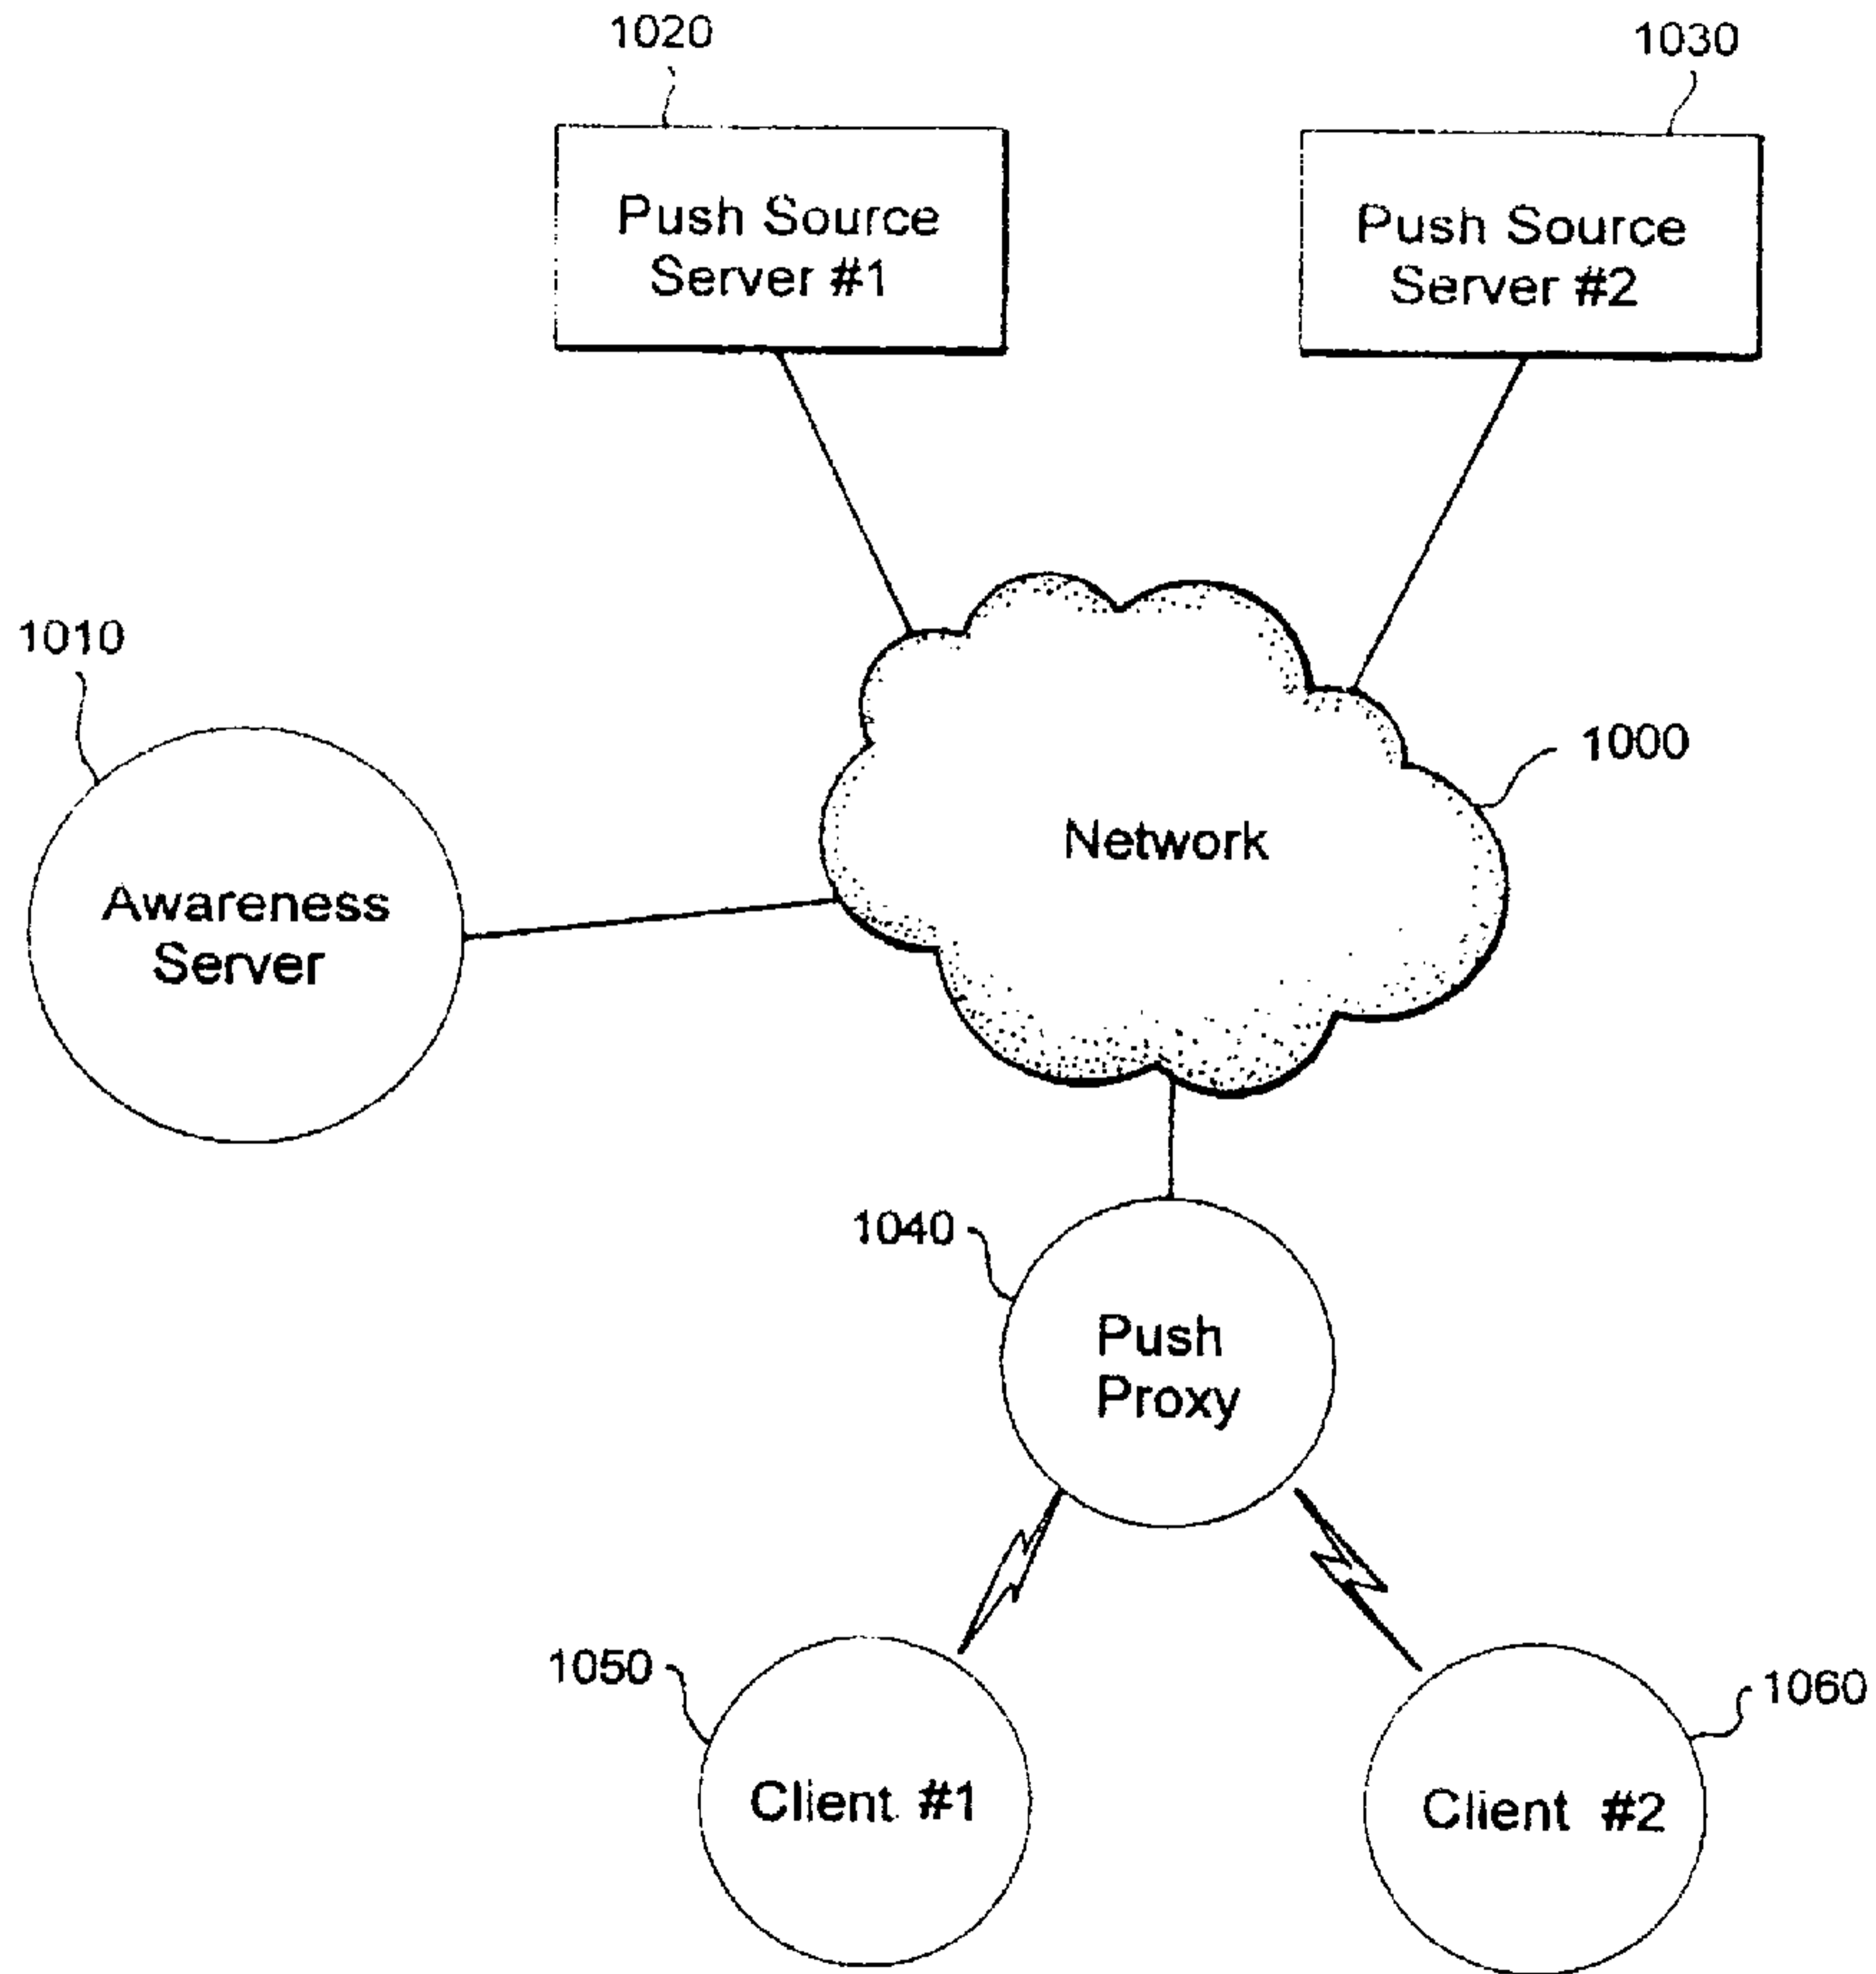 1020
1030
Push Source
Server #1
Push Source
Server #2
1010
1000
Network
Awareness
Server
1040
Push
Proxy
1050
1060
Client #1
Client #2